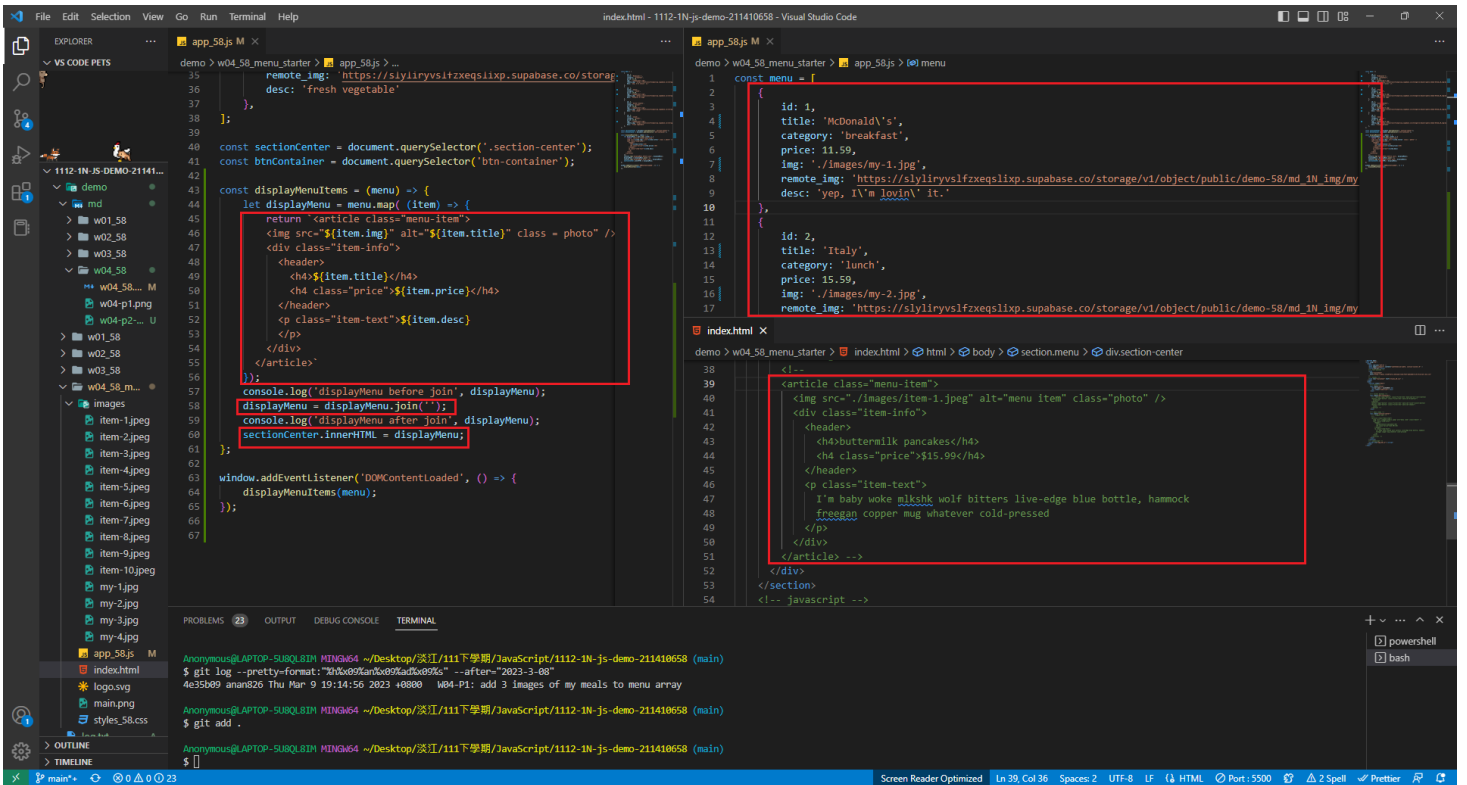 File Edit Selection View Go Run Terminal Help
index.html - 1112-1N-js-demo-211410658 - Visual Studio Code
EXPLORER
VS CODE PETS
1112-1N-JS-DEMO-21141...
demo
md
w01_58
w02_58
w03_58
w04_58
w04_58.... M
w04-p1.png
w04-p2-... U
w01_58
w02_58
w03_58
w04_58_m...
images
item-1.jpeg
item-2.jpeg
item-3.jpeg
item-4.jpeg
item-5.jpeg
item-6.jpeg
item-7.jpeg
item-8.jpeg
item-9.jpeg
item-10.jpeg
my-1.jpg
my-2.jpg
my-3.jpg
my-4.jpg
app_58.js M
index.html
logo.svg
main.png
styles_58.css
OUTLINE
TIMELINE
app_58.js M
demo > w04_58_menu_starter > app_58.js > ...
35 remote_img: 'https://slyliryvslfzxeqslixp.supabase.co/storag
36 desc: 'fresh vegetable'
37 },
38 ];
39
40 const sectionCenter = document.querySelector('.section-center');
41 const btnContainer = document.querySelector('btn-container');
42
43 const displayMenuItems = (menu) => {
44 let displayMenu = menu.map( (item) => {
45 return `<article class="menu-item">
46 <img src="${item.img}" alt="${item.title}" class = photo" />
47 <div class="item-info">
48 <header>
49 <h4>${item.title}</h4>
50 <h4 class="price">${item.price}</h4>
51 </header>
52 <p class="item-text">${item.desc}
53 </p>
54 </div>
55 </article>`
56 });
57 console.log('displayMenu before join', displayMenu);
58 displayMenu = displayMenu.join('');
59 console.log('displayMenu after join', displayMenu);
60 sectionCenter.innerHTML = displayMenu;
61 };
62
63 window.addEventListener('DOMContentLoaded', () => {
64 displayMenuItems(menu);
65 });
66
67
app_58.js M
demo > w04_58_menu_starter > app_58.js > menu
1 const menu = [
2 {
3 id: 1,
4 title: 'McDonald\'s',
5 category: 'breakfast',
6 price: 11.59,
7 img: './images/my-1.jpg',
8 remote_img: 'https://slyliryvslfzxeqslixp.supabase.co/storage/v1/object/public/demo-58/md_1N_img/my
9 desc: 'yep, I\'m lovin\' it.'
10 },
11 {
12 id: 2,
13 title: 'Italy',
14 category: 'lunch',
15 price: 15.59,
16 img: './images/my-2.jpg',
17 remote_img: 'https://slyliryvslfzxeqslixp.supabase.co/storage/v1/object/public/demo-58/md_1N_img/my
index.html
demo > w04_58_menu_starter > index.html > html > body > section.menu > div.section-center
38 <!--
39 <article class="menu-item">
40 <img src="./images/item-1.jpeg" alt="menu item" class="photo" />
41 <div class="item-info">
42 <header>
43 <h4>buttermilk pancakes</h4>
44 <h4 class="price">$15.99</h4>
45 </header>
46 <p class="item-text">
47 I'm baby woke mlkshk wolf bitters live-edge blue bottle, hammock
48 freegan copper mug whatever cold-pressed
49 </p>
50 </div>
51 </article> -->
52 </div>
53 </section>
54 <!-- javascript -->
PROBLEMS 23 OUTPUT DEBUG CONSOLE TERMINAL
powershell
bash
Anonymous@LAPTOP-5U8QL8IM MINGW64 ~/Desktop/淡江/111下學期/JavaScript/1112-1N-js-demo-211410658 (main)
$ git log --pretty=format:"%h%x09%an%x09%ad%x09%s" --after="2023-3-08"
4e35b09 anan826 Thu Mar 9 19:14:56 2023 +0800 W04-P1: add 3 images of my meals to menu array
Anonymous@LAPTOP-5U8QL8IM MINGW64 ~/Desktop/淡江/111下學期/JavaScript/1112-1N-js-demo-211410658 (main)
$ git add .
Anonymous@LAPTOP-5U8QL8IM MINGW64 ~/Desktop/淡江/111下學期/JavaScript/1112-1N-js-demo-211410658 (main)
$
main*+ 0 0 23
Screen Reader Optimized Ln 39, Col 36 Spaces: 2 UTF-8 LF HTML Port : 5500 2 Spell Prettier